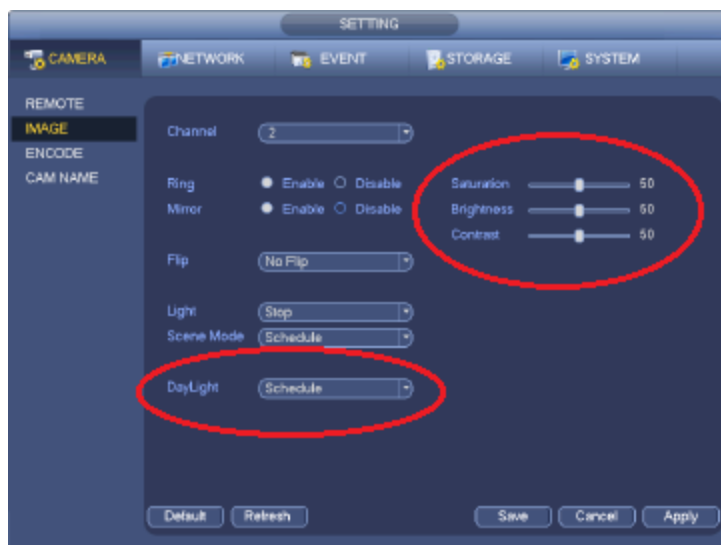 SETTING
CAMERA NETWORK EVENT STORAGE SYSTEM
REMOTE
IMAGE
ENCODE
CAM NAME
Channel 2
Ring Enable Disable
Mirror Enable Disable
Saturation 50
Brightness 50
Contrast 50
Flip No Flip
Light Stop
Scene Mode Schedule
DayLight Schedule
Default Refresh Save Cancel Apply